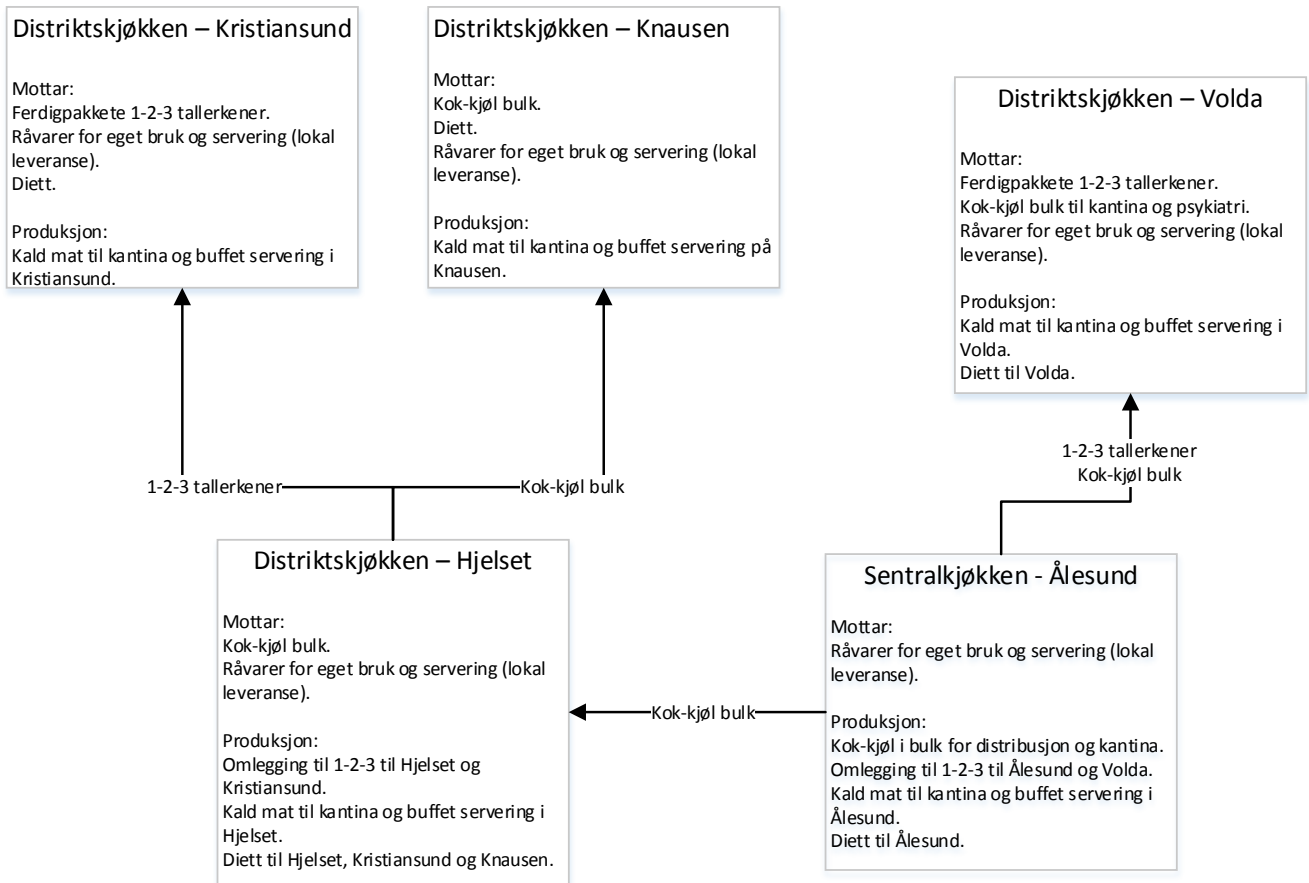 Distriktskjøkken – Kristiansund
Mottar:
Ferdigpakkete 1-2-3 tallerkener.
Råvarer for eget bruk og servering (lokal
leveranse).
Diett.
Produksjon:
Kald mat til kantina og buffet servering i
Kristiansund.
Distriktskjøkken – Knausen
Mottar:
Kok-kjøl bulk.
Diett.
Råvarer for eget bruk og servering (lokal
leveranse).
Produksjon:
Kald mat til kantina og buffet servering på
Knausen.
Distriktskjøkken – Volda
Mottar:
Ferdigpakkete 1-2-3 tallerkener.
Kok-kjøl bulk til kantina og psykiatri.
Råvarer for eget bruk og servering (lokal
leveranse).
Produksjon:
Kald mat til kantina og buffet servering i
Volda.
Diett til Volda.
1-2-3 tallerkener
Kok-kjøl bulk
1-2-3 tallerkener
Kok-kjøl bulk
Distriktskjøkken – Hjelset
Mottar:
Kok-kjøl bulk.
Råvarer for eget bruk og servering (lokal
leveranse).
Produksjon:
Omlegging til 1-2-3 til Hjelset og
Kristiansund.
Kald mat til kantina og buffet servering i
Hjelset.
Diett til Hjelset, Kristiansund og Knausen.
Kok-kjøl bulk
Sentralkjøkken - Ålesund
Mottar:
Råvarer for eget bruk og servering (lokal
leveranse).
Produksjon:
Kok-kjøl i bulk for distribusjon og kantina.
Omlegging til 1-2-3 til Ålesund og Volda.
Kald mat til kantina og buffet servering i
Ålesund.
Diett til Ålesund.